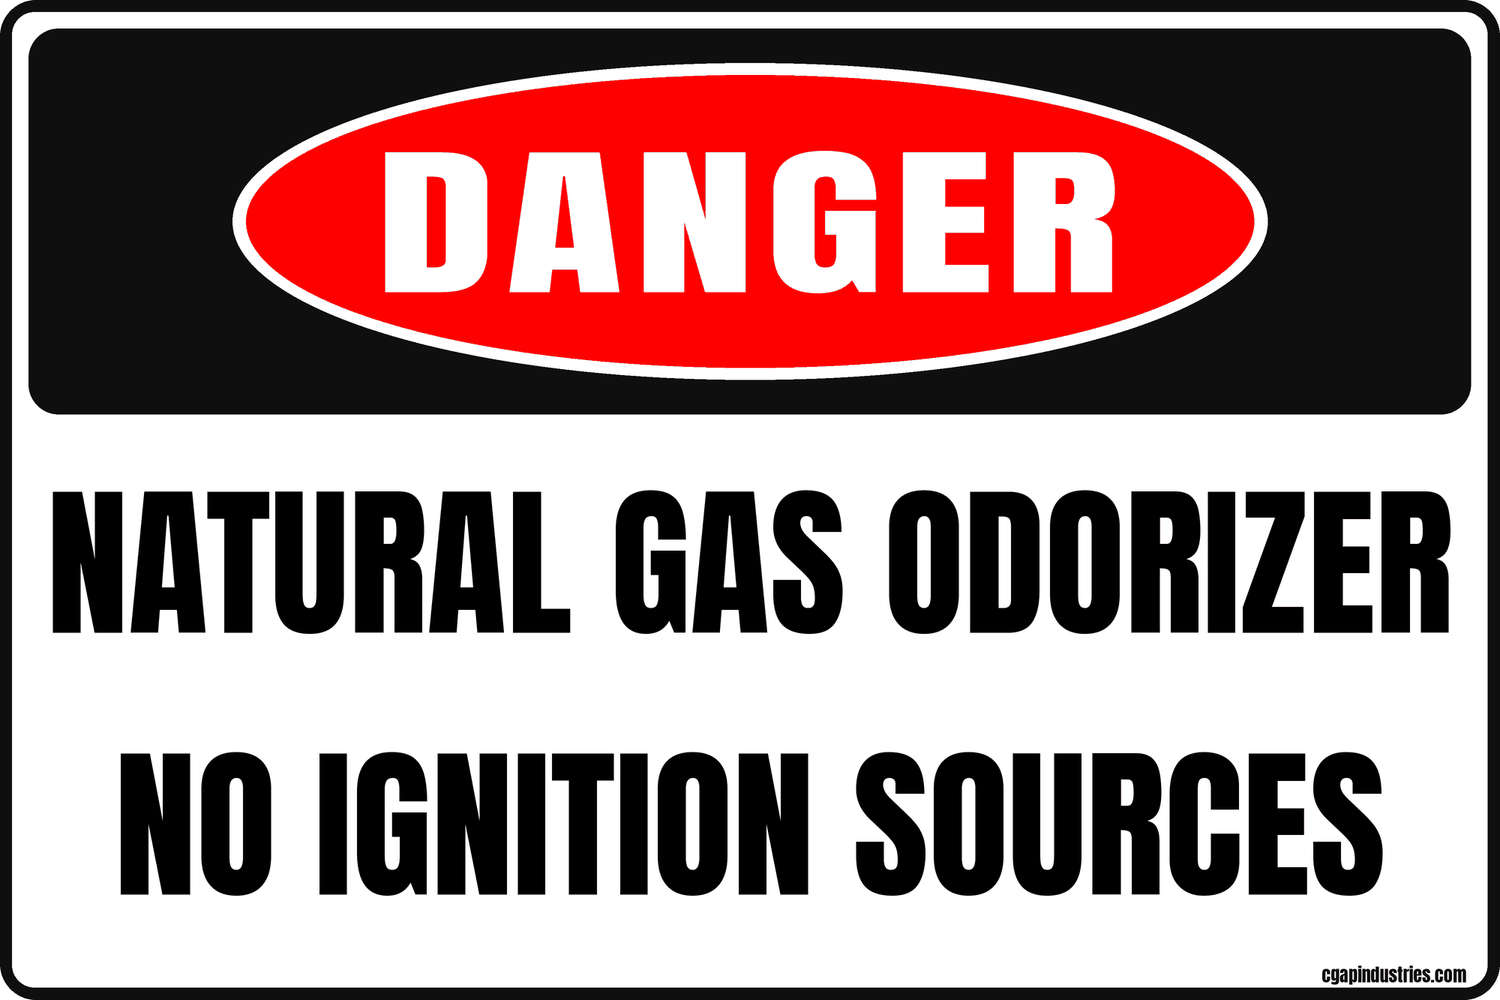 DANGER
NATURAL GAS ODORIZER
NO IGNITION SOURCES
cgapindustries.com